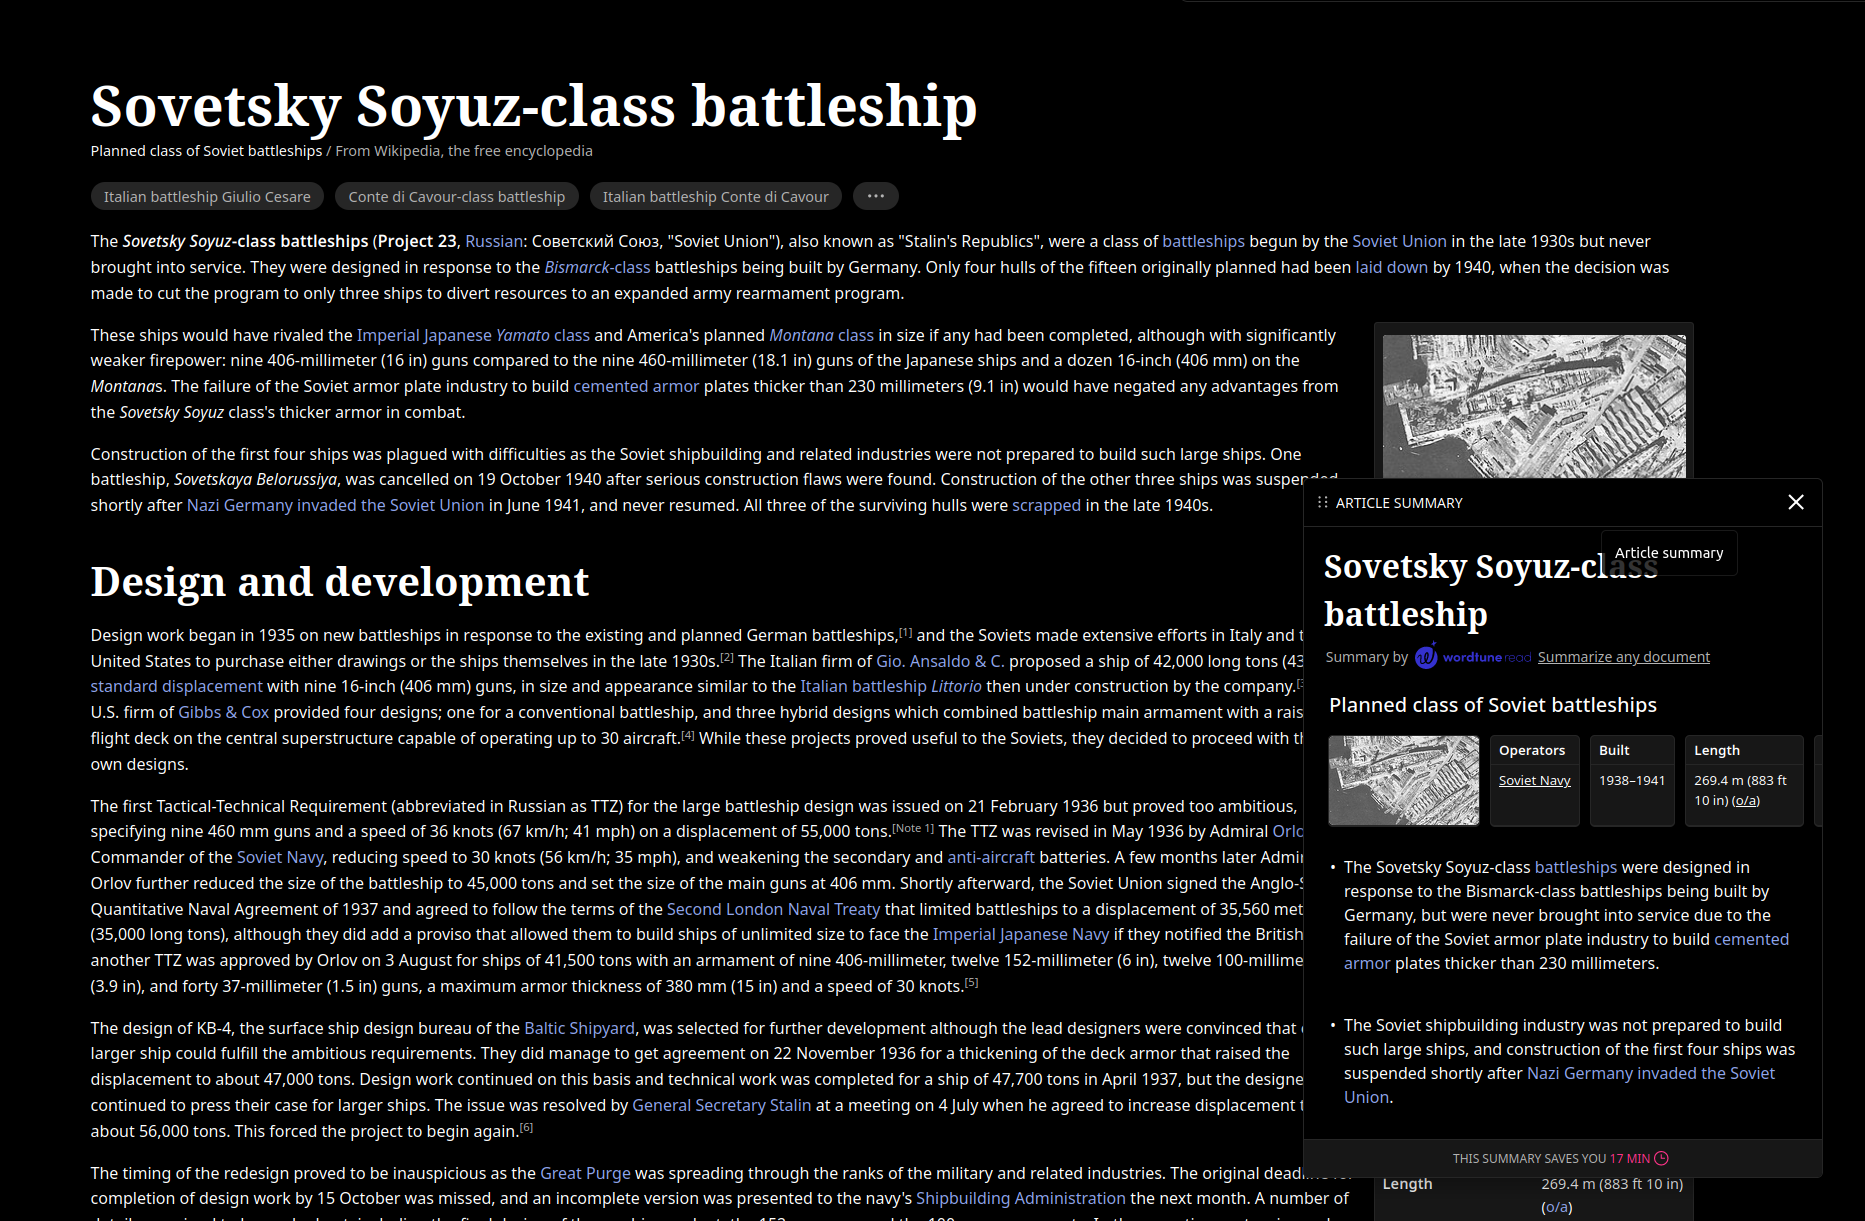 Sovetsky Soyuz-class battleship
Planned class of Soviet battleships / From Wikipedia, the free encyclopedia
Italian battleship Giulio Cesare
Conte di Cavour-class battleship
Italian battleship Conte di Cavour
•••
The Sovetsky Soyuz-class battleships (Project 23, Russian: Советский Союз, "Soviet Union"), also known as "Stalin's Republics", were a class of battleships begun by the Soviet Union in the late 1930s but never
brought into service. They were designed in response to the Bismarck-class battleships being built by Germany. Only four hulls of the fifteen originally planned had been laid down by 1940, when the decision was
made to cut the program to only three ships to divert resources to an expanded army rearmament program.
These ships would have rivaled the Imperial Japanese Yamato class and America's planned Montana class in size if any had been completed, although with significantly
weaker firepower: nine 406-millimeter (16 in) guns compared to the nine 460-millimeter (18.1 in) guns of the Japanese ships and a dozen 16-inch (406 mm) on the
Montanas. The failure of the Soviet armor plate industry to build cemented armor plates thicker than 230 millimeters (9.1 in) would have negated any advantages from
the Sovetsky Soyuz class's thicker armor in combat.
Construction of the first four ships was plagued with difficulties as the Soviet shipbuilding and related industries were not prepared to build such large ships. One
battleship, Sovetskaya Belorussiya, was cancelled on 19 October 1940 after serious construction flaws were found. Construction of the other three ships was suspended
shortly after Nazi Germany invaded the Soviet Union in June 1941, and never resumed. All three of the surviving hulls were scrapped in the late 1940s.
Design and development
Design work began in 1935 on new battleships in response to the existing and planned German battleships,[1] and the Soviets made extensive efforts in Italy and
United States to purchase either drawings or the ships themselves in the late 1930s.[2] The Italian firm of Gio. Ansaldo & C. proposed a ship of 42,000 long tons
standard displacement with nine 16-inch (406 mm) guns, in size and appearance similar to the Italian battleship Littorio then under construction by the company.
U.S. firm of Gibbs & Cox provided four designs; one for a conventional battleship, and three hybrid designs which combined battleship main armament with a
flight deck on the central superstructure capable of operating up to 30 aircraft.[4] While these projects proved useful to the Soviets, they decided to proceed with
own designs.
The first Tactical-Technical Requirement (abbreviated in Russian as TTZ) for the large battleship design was issued on 21 February 1936 but proved too ambitious,
specifying nine 460 mm guns and a speed of 36 knots (67 km/h; 41 mph) on a displacement of 55,000 tons.[Note 1] The TTZ was revised in May 1936 by Admiral
Commander of the Soviet Navy, reducing speed to 30 knots (56 km/h; 35 mph), and weakening the secondary and anti-aircraft batteries. A few months later
Orlov further reduced the size of the battleship to 45,000 tons and set the size of the main guns at 406 mm. Shortly afterward, the Soviet Union signed the
Quantitative Naval Agreement of 1937 and agreed to follow the terms of the Second London Naval Treaty that limited battleships to a displacement of 35,560
(35,000 long tons), although they did add a proviso that allowed them to build ships of unlimited size to face the Imperial Japanese Navy if they notified the British
another TTZ was approved by Orlov on 3 August for ships of 41,500 tons with an armament of nine 406-millimeter, twelve 152-millimeter (6 in), twelve
(3.9 in), and forty 37-millimeter (1.5 in) guns, a maximum armor thickness of 380 mm (15 in) and a speed of 30 knots.[5]
The design of KB-4, the surface ship design bureau of the Baltic Shipyard, was selected for further development although the lead designers were convinced that
larger ship could fulfill the ambitious requirements. They did manage to get agreement on 22 November 1936 for a thickening of the deck armor that raised the
displacement to about 47,000 tons. Design work continued on this basis and technical work was completed for a ship of 47,700 tons in April 1937, but the
continued to press their case for larger ships. The issue was resolved by General Secretary Stalin at a meeting on 4 July when he agreed to increase displacement
about 56,000 tons. This forced the project to begin again.[6]
The timing of the redesign proved to be inauspicious as the Great Purge was spreading through the ranks of the military and related industries. The original deadline for
completion of design work by 15 October was missed, and an incomplete version was presented to the navy's Shipbuilding Administration the next month. A number of
ARTICLE SUMMARY
Article summary
Sovetsky Soyuz-class
battleship
Summary by wordtune read Summarize any document
Planned class of Soviet battleships
Operators
Soviet Navy
Built
1938–1941
Length
269.4 m (883 ft
10 in) (o/a)
• The Sovetsky Soyuz-class battleships were designed in
response to the Bismarck-class battleships being built by
Germany, but were never brought into service due to the
failure of the Soviet armor plate industry to build cemented
armor plates thicker than 230 millimeters.
• The Soviet shipbuilding industry was not prepared to build
such large ships, and construction of the first four ships was
suspended shortly after Nazi Germany invaded the Soviet
Union.
THIS SUMMARY SAVES YOU 17 MIN
Length
269.4 m (883 ft 10 in)
(o/a)